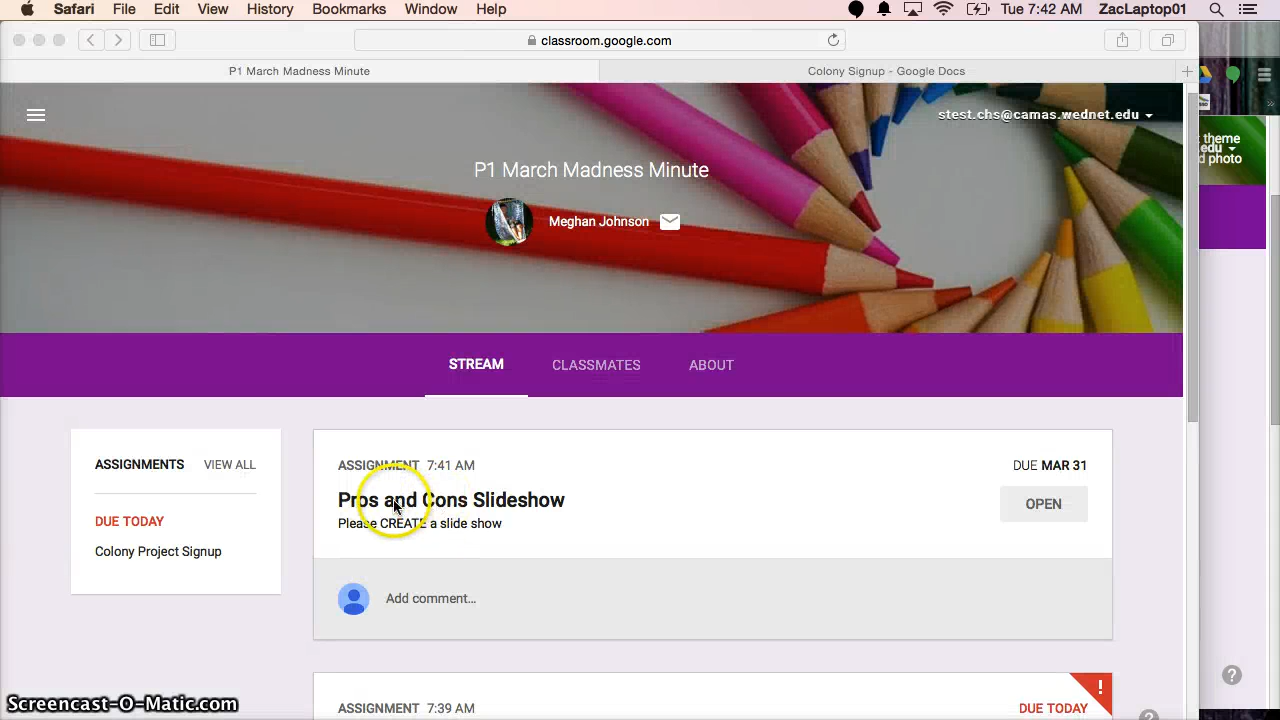 Safari File Edit View History Bookmarks Window Help Tue 7:42 AM ZacLaptop01
classroom.google.com
P1 March Madness Minute Colony Signup - Google Docs +
stest.chs@camas.wednet.edu
t theme
edu
d photo
P1 March Madness Minute
Meghan Johnson
STREAM CLASSMATES ABOUT
ASSIGNMENTS VIEW ALL
DUE TODAY
Colony Project Signup
ASSIGNMENT 7:41 AM DUE MAR 31
Pros and Cons Slideshow OPEN
Please CREATE a slide show
Add comment...
ASSIGNMENT 7:39 AM DUE TODAY
!
?
?
Screencast-O-Matic.com